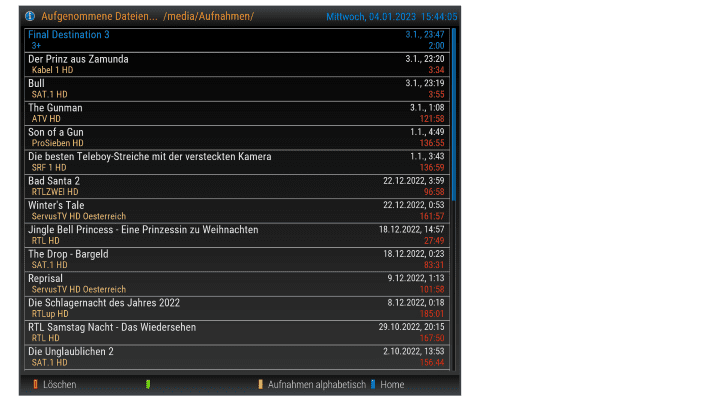 Aufgenommene Dateien... /media/Aufnahmen/ Mittwoch, 04.01.2023 15:44:05
Final Destination 3 3.1., 23:47
3+ 2:00
Der Prinz aus Zamunda 3.1., 23:20
Kabel 1 HD 3:34
Bull 3.1., 23:19
SAT.1 HD 3:55
The Gunman 3.1., 1:08
ATV HD 121:58
Son of a Gun 1.1., 4:49
ProSieben HD 136:55
Die besten Teleboy-Streiche mit der versteckten Kamera 1.1., 3:43
SRF 1 HD 136:59
Bad Santa 2 22.12.2022, 3:59
RTLZWEI HD 96:58
Winter's Tale 22.12.2022, 0:53
ServusTV HD Oesterreich 161:57
Jingle Bell Princess - Eine Prinzessin zu Weihnachten 18.12.2022, 14:57
RTL HD 27:49
The Drop - Bargeld 18.12.2022, 0:23
SAT.1 HD 83:31
Reprisal 9.12.2022, 1:13
ServusTV HD Oesterreich 101:58
Die Schlagernacht des Jahres 2022 8.12.2022, 0:18
RTLup HD 185:01
RTL Samstag Nacht - Das Wiedersehen 29.10.2022, 20:15
RTL HD 167:50
Die Unglaublichen 2 2.10.2022, 13:53
SAT.1 HD 156:44
Löschen Aufnahmen alphabetisch Home